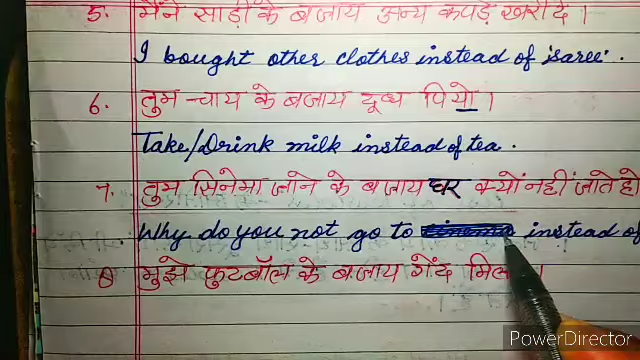 5. मैंने साड़ी के बजाय अन्य कपड़े खरीदे ।
I bought other clothes instead of saree .
6. तुम चाय के बजाय दूध पियो ।
Take/Drink milk instead of tea .
7. तुम सिनेमा जाने के बजाय घर क्यों नहीं जाते हो
Why do you not go to instead of
8 मुझे फुटबॉल के बजाय गेंद ।
PowerDirector